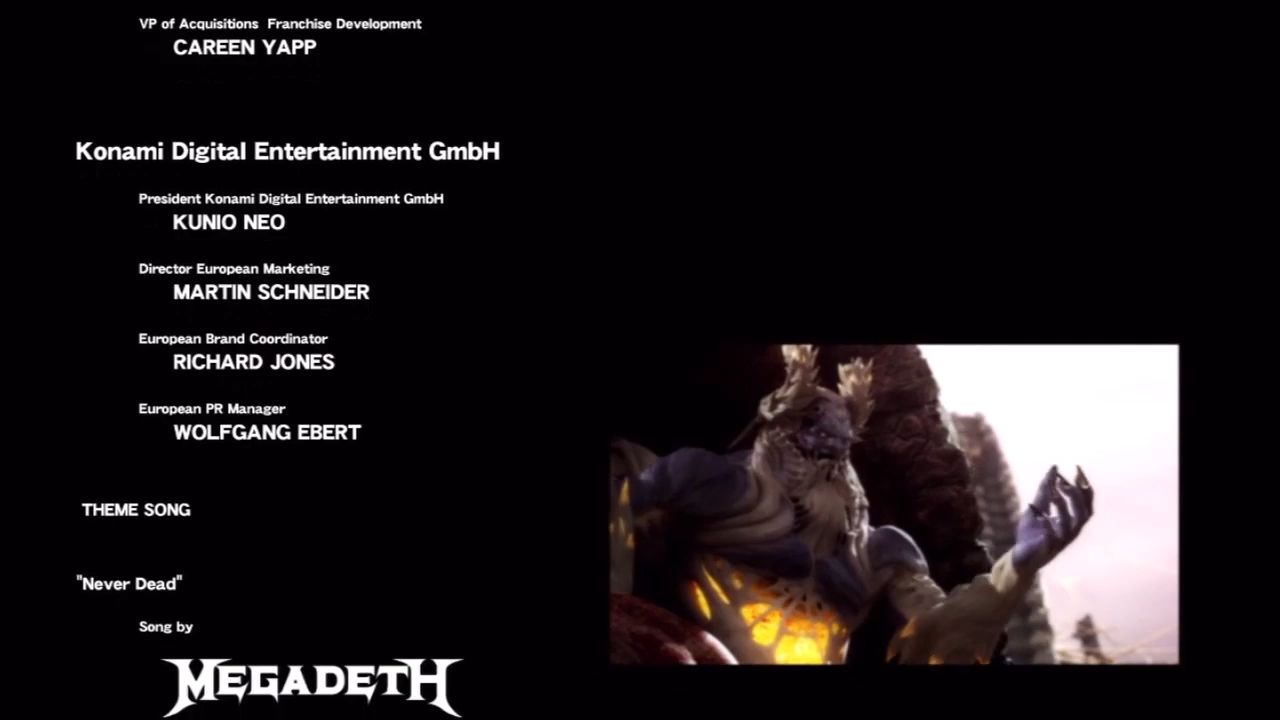 VP of Acquisitions Franchise Development
CAREEN YAPP
Konami Digital Entertainment GmbH
President Konami Digital Entertainment GmbH
KUNIO NEO
Director European Marketing
MARTIN SCHNEIDER
European Brand Coordinator
RICHARD JONES
European PR Manager
WOLFGANG EBERT
THEME SONG
"Never Dead"
Song by
MEGADETH